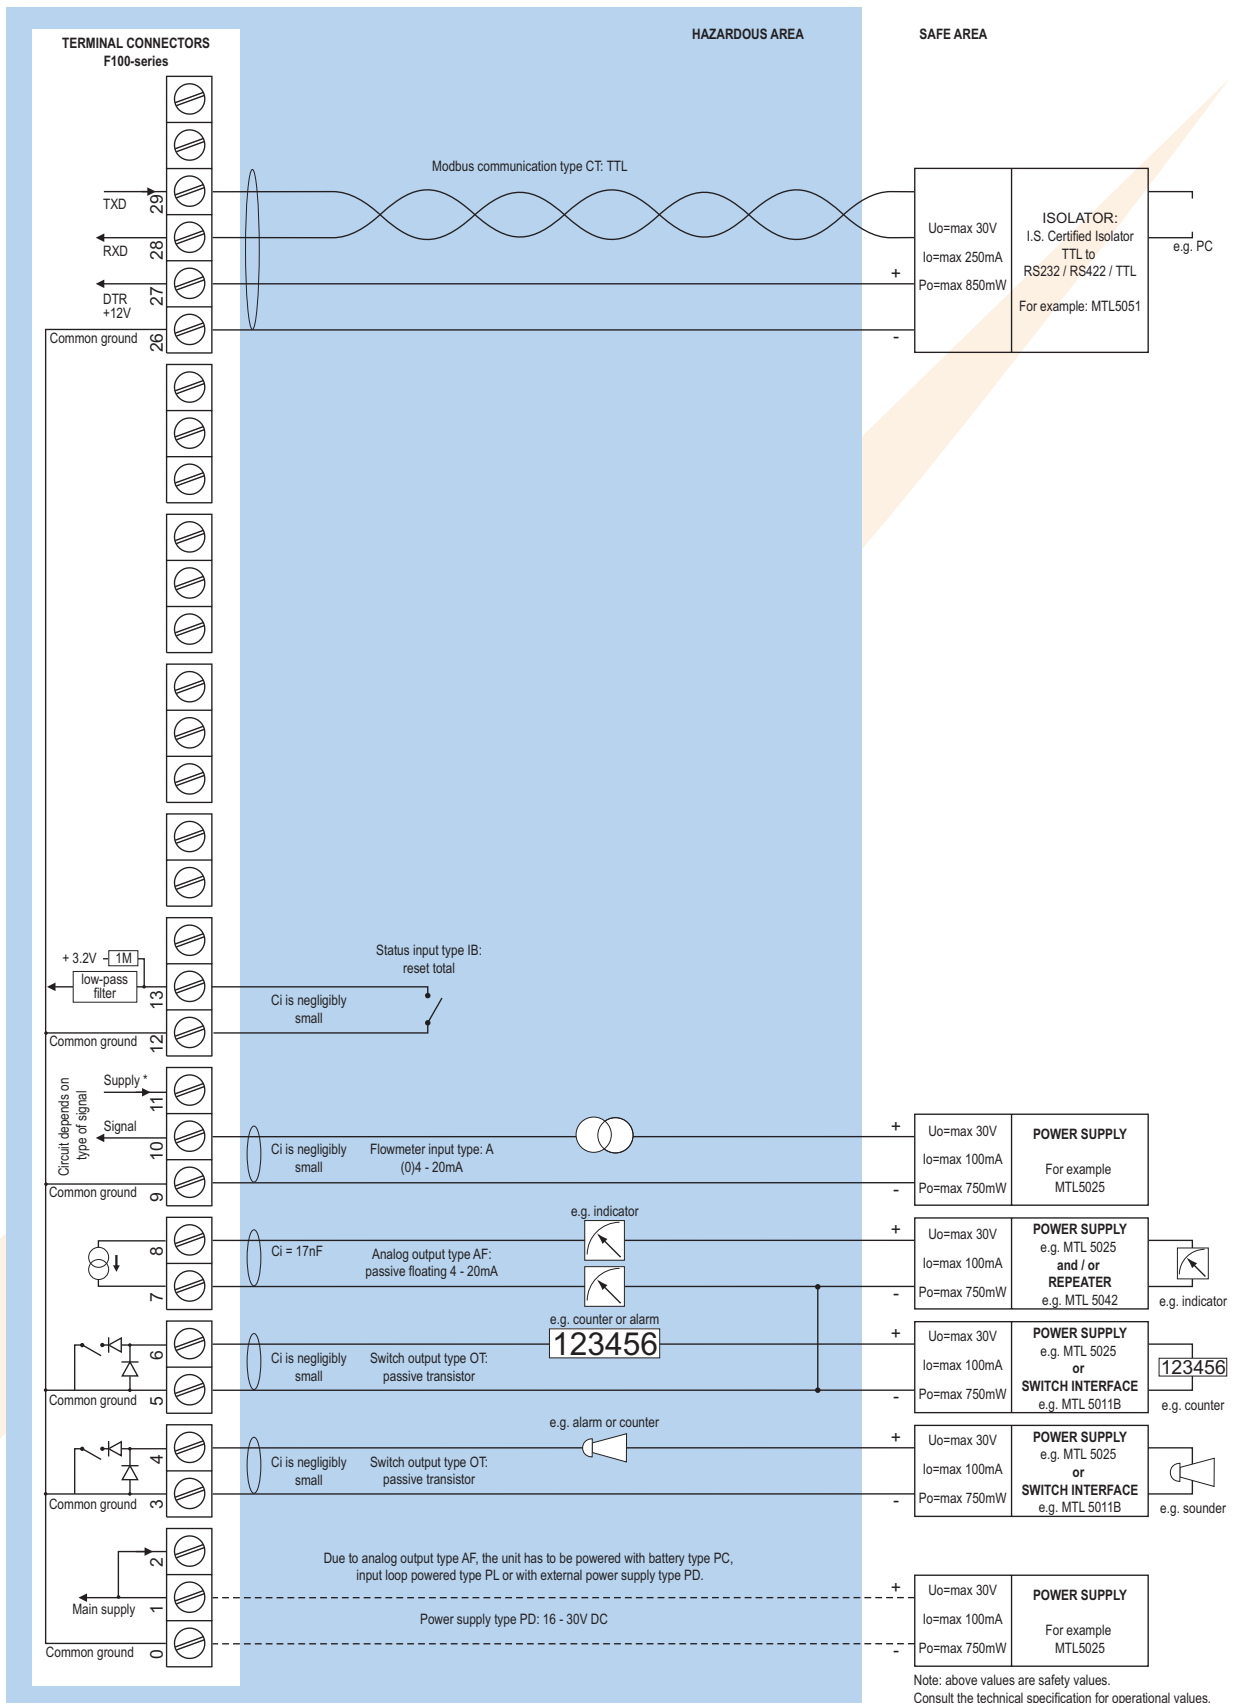 HAZARDOUS AREA
SAFE AREA
TERMINAL CONNECTORS
F100-series
Modbus communication type CT: TTL
TXD
29
RXD
28
DTR
+12V
27
Common ground
26
+
-
Uo=max 30V
Io=max 250mA
Po=max 850mW
ISOLATOR:
I.S. Certified Isolator
TTL to
RS232 / RS422 / TTL
For example: MTL5051
e.g. PC
+ 3.2V
1M
low-pass
filter
13
Common ground
12
Status input type IB:
reset total
Ci is negligibly
small
Circuit depends on
type of signal
Supply *
11
Signal
10
Common ground
9
Ci is negligibly
small
Flowmeter input type: A
(0)4 - 20mA
+
-
Uo=max 30V
Io=max 100mA
Po=max 750mW
POWER SUPPLY
For example
MTL5025
8
7
Ci = 17nF
Analog output type AF:
passive floating 4 - 20mA
e.g. indicator
+
-
Uo=max 30V
Io=max 100mA
Po=max 750mW
POWER SUPPLY
e.g. MTL 5025
and / or
REPEATER
e.g. MTL 5042
e.g. indicator
6
Common ground
5
Ci is negligibly
small
Switch output type OT:
passive transistor
e.g. counter or alarm
123456
+
-
Uo=max 30V
Io=max 100mA
Po=max 750mW
POWER SUPPLY
e.g. MTL 5025
or
SWITCH INTERFACE
e.g. MTL 5011B
123456
e.g. counter
4
Common ground
3
Ci is negligibly
small
Switch output type OT:
passive transistor
e.g. alarm or counter
+
-
Uo=max 30V
Io=max 100mA
Po=max 750mW
POWER SUPPLY
e.g. MTL 5025
or
SWITCH INTERFACE
e.g. MTL 5011B
e.g. sounder
2
Main supply
1
Common ground
0
Due to analog output type AF, the unit has to be powered with battery type PC,
input loop powered type PL or with external power supply type PD.
Power supply type PD: 16 - 30V DC
+
-
Uo=max 30V
Io=max 100mA
Po=max 750mW
POWER SUPPLY
For example
MTL5025
Note: above values are safety values.
Consult the technical specification for operational values.